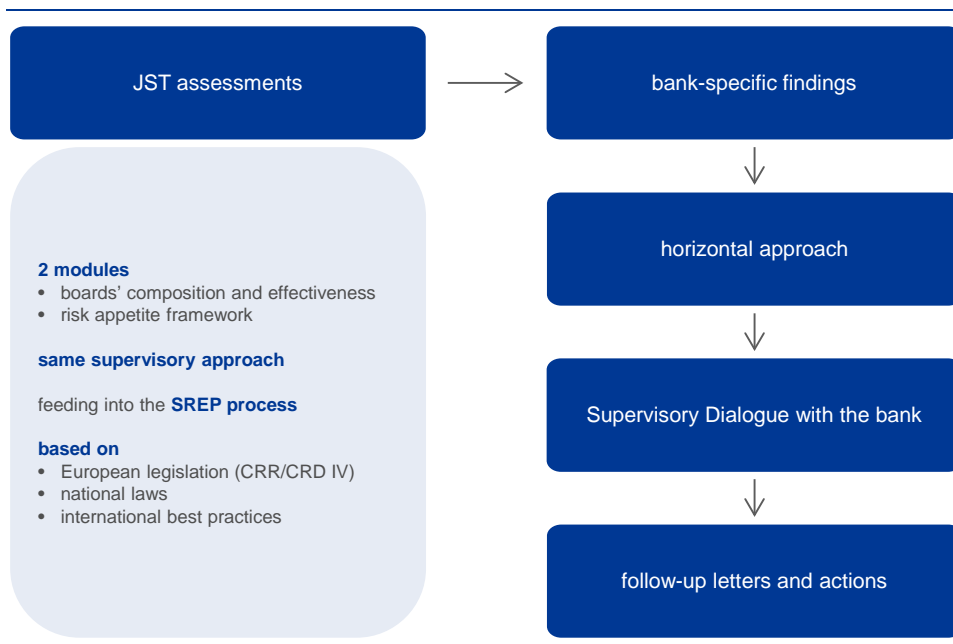 JST assessments
2 modules
• boards’ composition and effectiveness
• risk appetite framework
same supervisory approach
feeding into the SREP process
based on
• European legislation (CRR/CRD IV)
• national laws
• international best practices
bank-specific findings
horizontal approach
Supervisory Dialogue with the bank
follow-up letters and actions